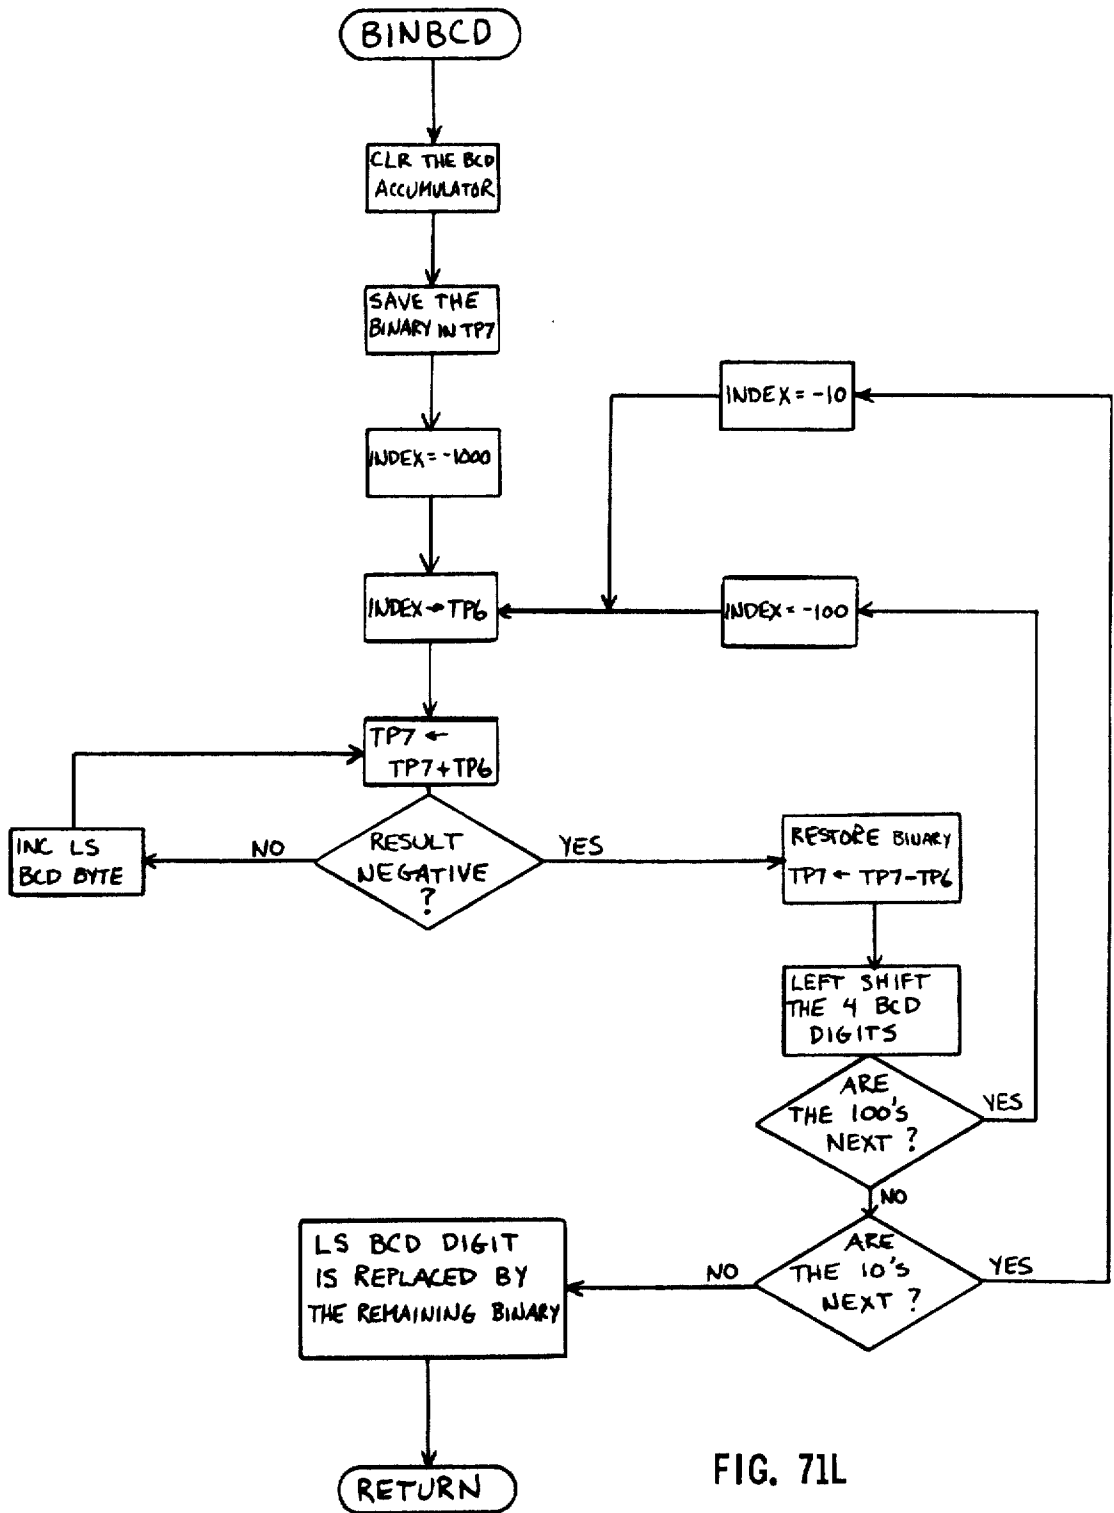 BINBCD
CLR THE BCD
ACCUMULATOR
SAVE THE
BINARY IN TP7
INDEX = -1000
INDEX = -10
INDEX → TP6
INDEX = -100
TP7 ←
TP7 + TP6
INC LS
BCD BYTE
NO
RESULT
NEGATIVE
?
YES
RESTORE BINARY
TP7 ← TP7 - TP6
LEFT SHIFT
THE 4 BCD
DIGITS
ARE
THE 100'S
NEXT ?
YES
NO
ARE
THE 10'S
NEXT ?
YES
NO
LS BCD DIGIT
IS REPLACED BY
THE REMAINING BINARY
RETURN
FIG. 71L